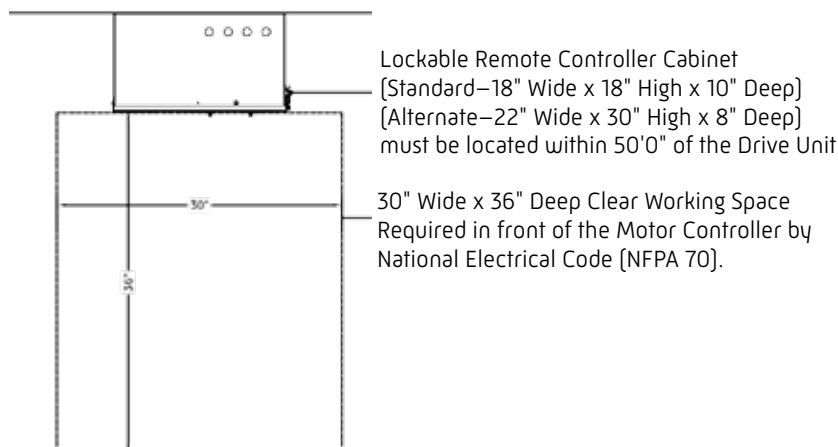 Lockable Remote Controller Cabinet
(Standard–18" Wide x 18" High x 10" Deep)
(Alternate–22" Wide x 30" High x 8" Deep)
must be located within 50'0" of the Drive Unit
30" Wide x 36" Deep Clear Working Space
Required in front of the Motor Controller by
National Electrical Code (NFPA 70).
30"
36"